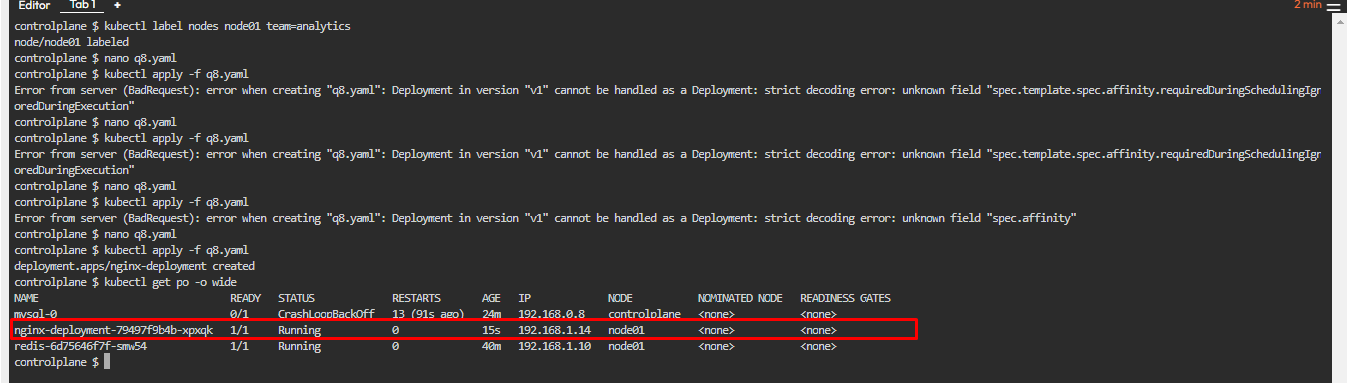 Editor Tab 1 + 2 min
controlplane $ kubectl label nodes node01 team=analytics
node/node01 labeled
controlplane $ nano q8.yaml
controlplane $ kubectl apply -f q8.yaml
Error from server (BadRequest): error when creating "q8.yaml": Deployment in version "v1" cannot be handled as a Deployment: strict decoding error: unknown field "spec.template.spec.affinity.requiredDuringSchedulingIgn
oredDuringExecution"
controlplane $ nano q8.yaml
controlplane $ kubectl apply -f q8.yaml
Error from server (BadRequest): error when creating "q8.yaml": Deployment in version "v1" cannot be handled as a Deployment: strict decoding error: unknown field "spec.template.spec.affinity.requiredDuringSchedulingIgn
oredDuringExecution"
controlplane $ nano q8.yaml
controlplane $ kubectl apply -f q8.yaml
Error from server (BadRequest): error when creating "q8.yaml": Deployment in version "v1" cannot be handled as a Deployment: strict decoding error: unknown field "spec.affinity"
controlplane $ nano q8.yaml
controlplane $ kubectl apply -f q8.yaml
deployment.apps/nginx-deployment created
controlplane $ kubectl get po -o wide
NAME READY STATUS RESTARTS AGE IP NODE NOMINATED NODE READINESS GATES
mysql-0 0/1 CrashLoopBackOff 13 (91s ago) 24m 192.168.0.8 controlplane <none> <none>
nginx-deployment-79497f9b4b-xpxqk 1/1 Running 0 15s 192.168.1.14 node01 <none> <none>
redis-6d75646f7f-smw54 1/1 Running 0 40m 192.168.1.10 node01 <none> <none>
controlplane $